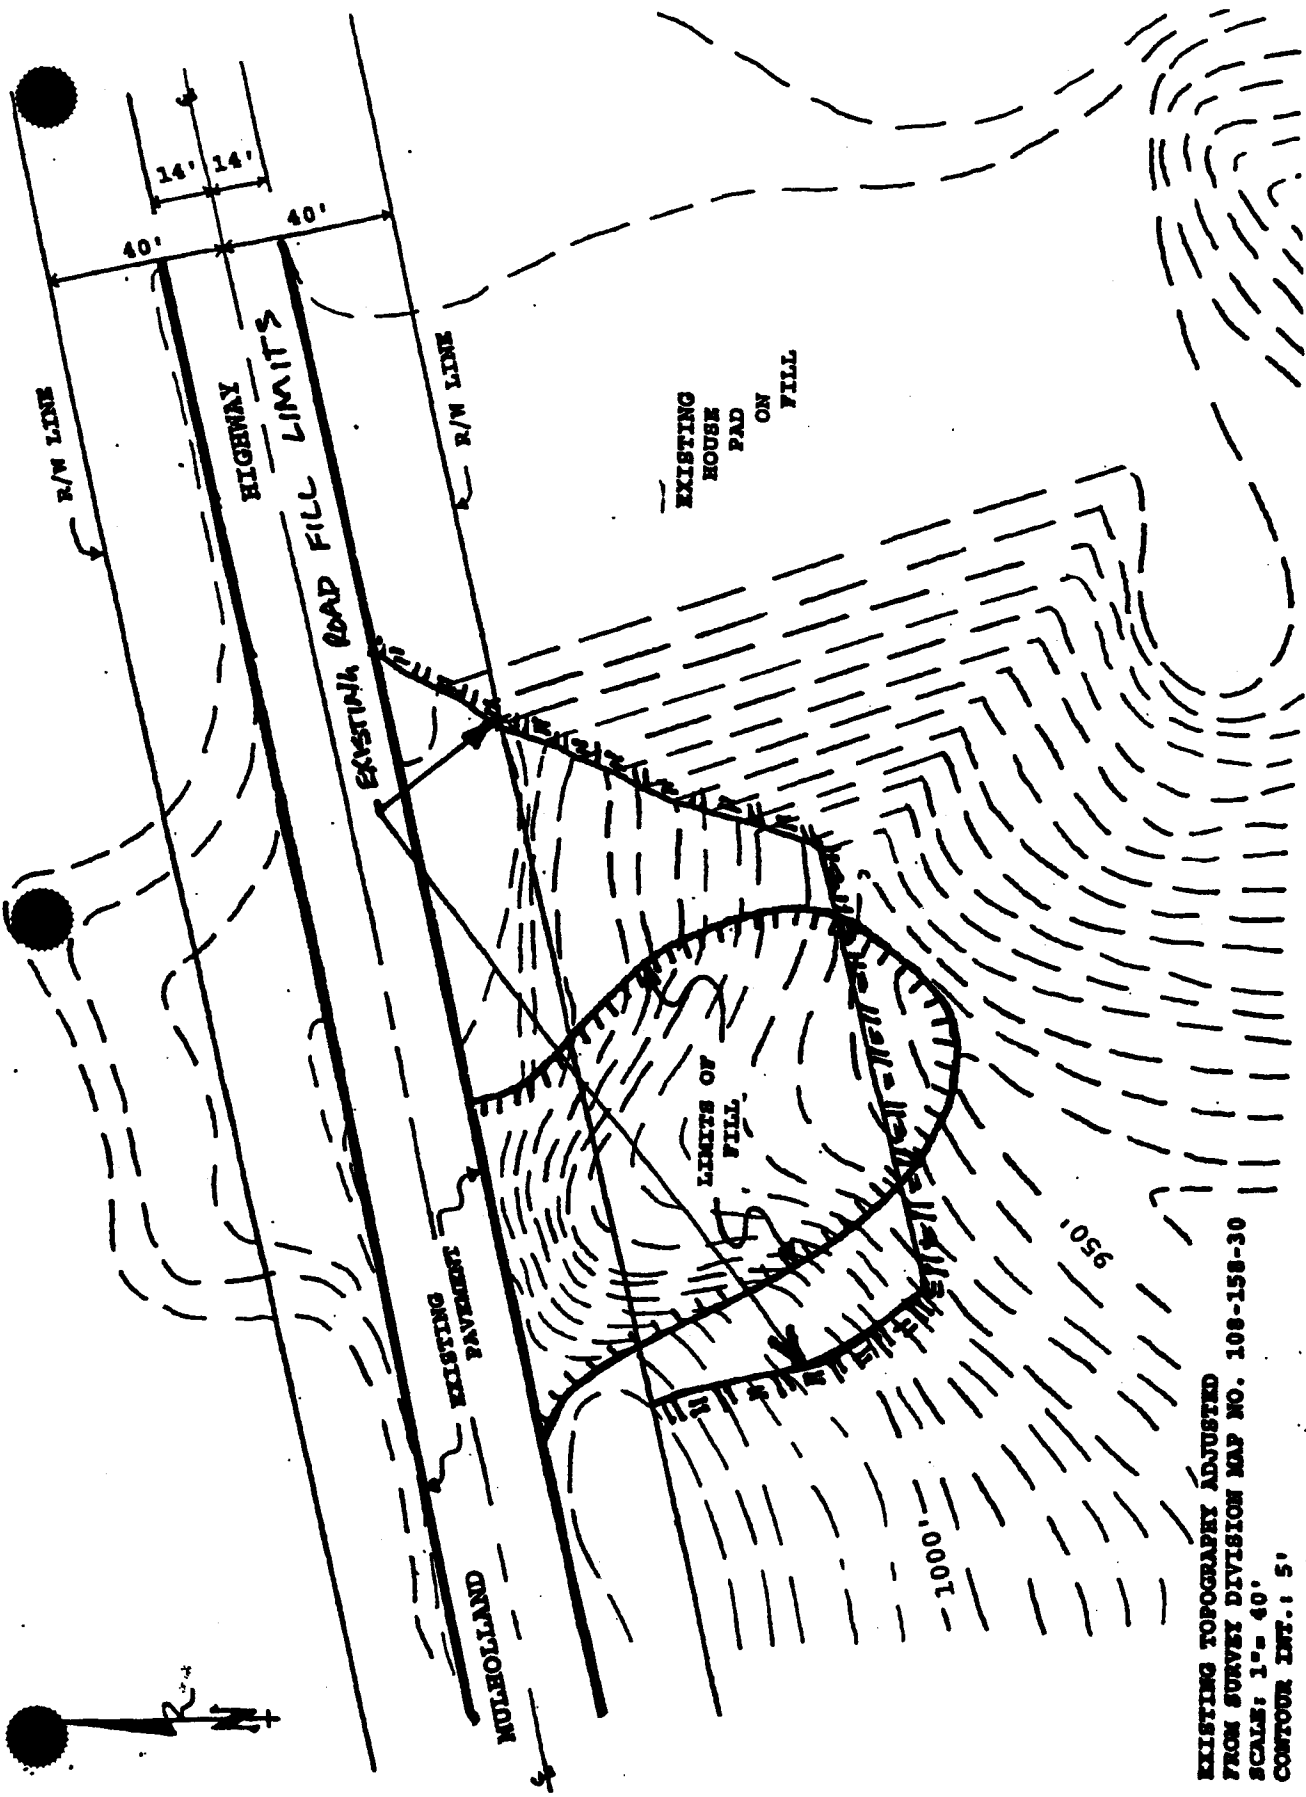 R/W LINE
14' 14'
40' 40'
MULHOLLAND HIGHWAY
EXISTING ROAD FILL LIMITS
R/W LINE
EXISTING
PAVEMENT
EXISTING
HOUSE
PAD
ON
FILL
LIMITS OF
FILL
1000'
950'
N
EXISTING TOPOGRAPHY ADJUSTED
FROM SURVEY DIVISION MAP NO. 108-158-30
SCALE: 1"= 40'
CONTOUR INT.: 5'